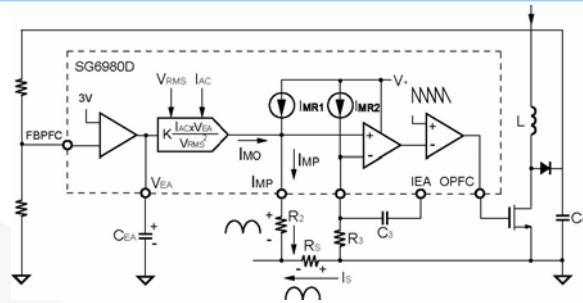 SG6980D
VRMS IAC
3V
IMR1 IMR2
V+
FBPFC
K IACxVEA
VRMS²
L
IMO
IMP
VEA
IMP
IEA OPFC
CEA
R2
R3
C3
RS
IS